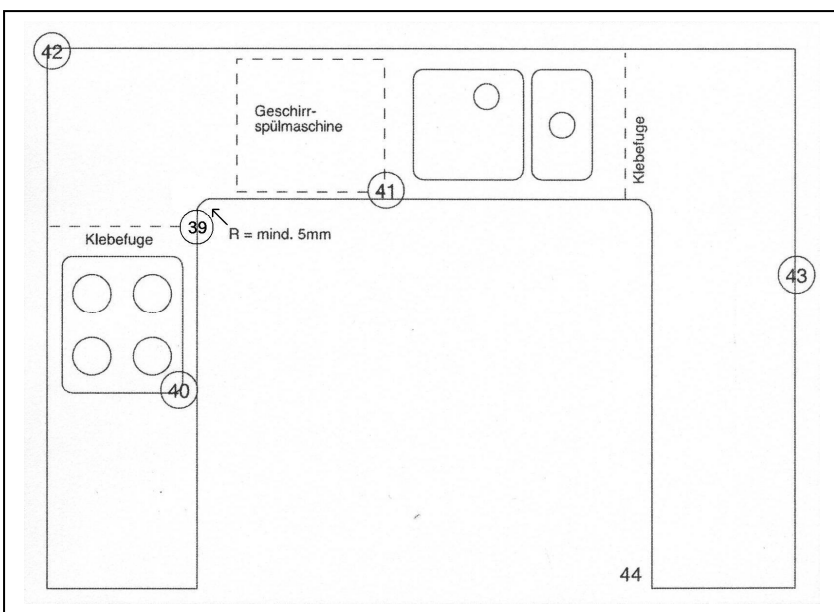 42
Geschirr-
spülmaschine
Klebefuge
41
39
R = mind. 5mm
Klebefuge
43
40
44